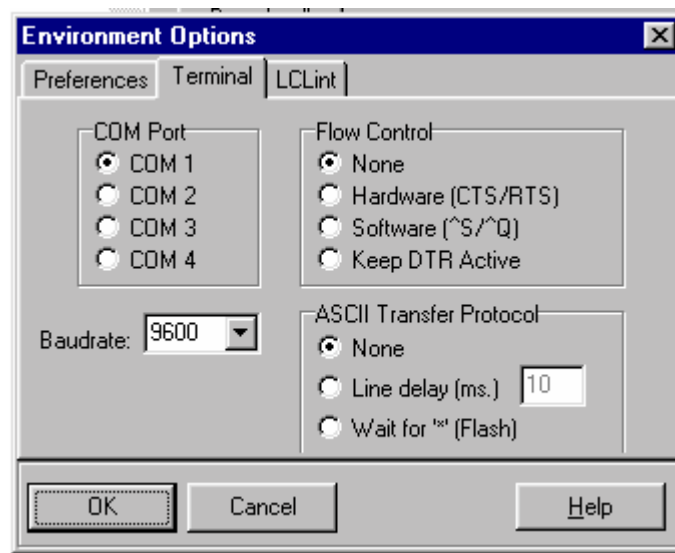 Environment Options
Preferences Terminal LCLint
COM Port
COM 1
COM 2
COM 3
COM 4
Baudrate: 9600
Flow Control
None
Hardware (CTS/RTS)
Software (^S/^Q)
Keep DTR Active
ASCII Transfer Protocol
None
Line delay (ms.) 10
Wait for '*' (Flash)
OK Cancel Help